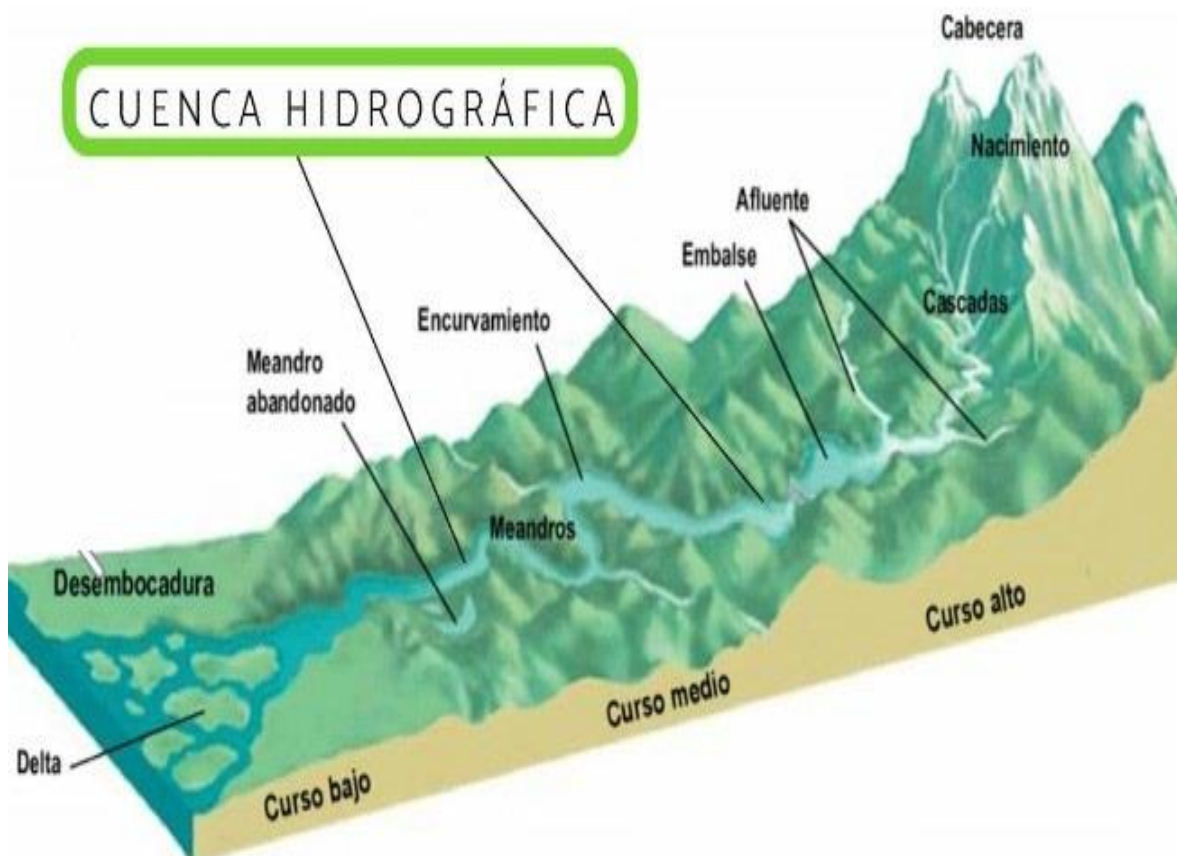 Cabecera
CUENCA HIDROGRÁFICA
Nacimiento
Afluente
Embalse
Cascadas
Encurvamiento
Meandro
abandonado
Meandros
Desembocadura
Curso alto
Curso medio
Delta
Curso bajo